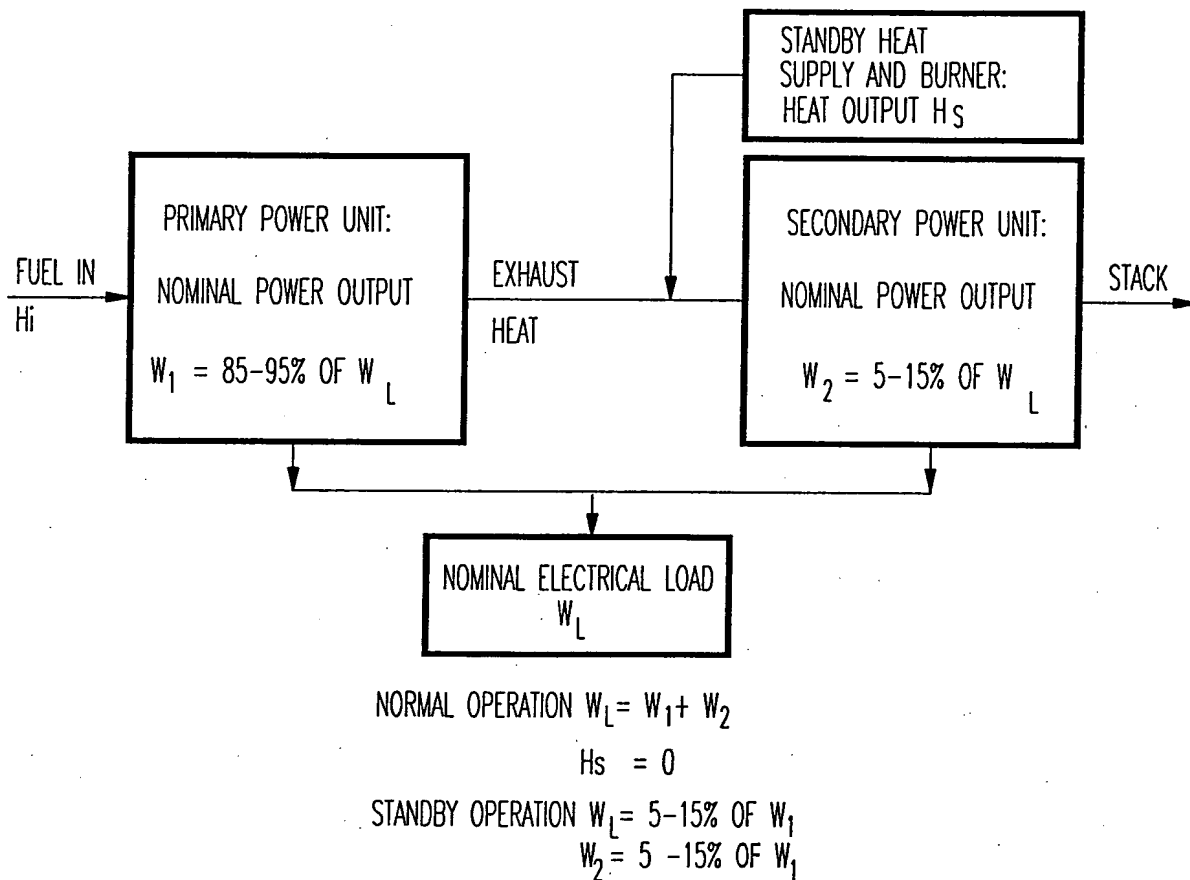 STANDBY HEAT
SUPPLY AND BURNER:
HEAT OUTPUT HS
PRIMARY POWER UNIT:
NOMINAL POWER OUTPUT
W1 = 85-95% OF WL
FUEL IN
Hi
EXHAUST
HEAT
SECONDARY POWER UNIT:
NOMINAL POWER OUTPUT
W2 = 5-15% OF WL
STACK
NOMINAL ELECTRICAL LOAD
WL
NORMAL OPERATION WL= W1+ W2
Hs = 0
STANDBY OPERATION WL= 5-15% OF W1
W2= 5 -15% OF W1